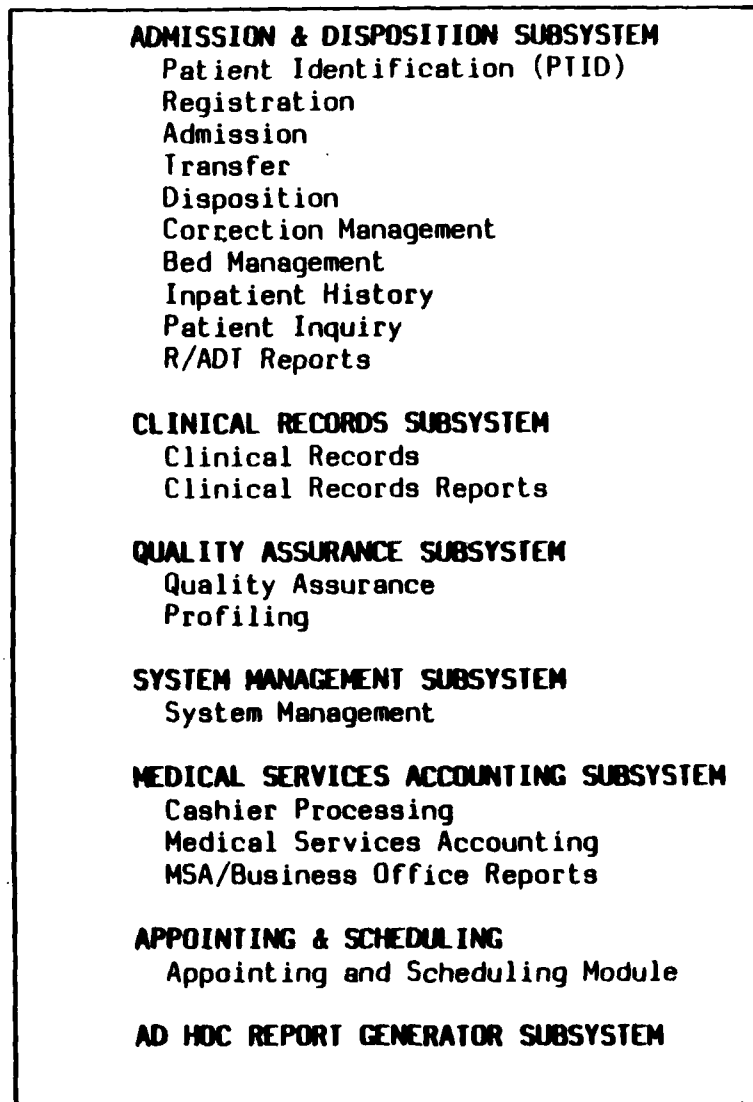 ADMISSION & DISPOSITION SUBSYSTEM
Patient Identification (PTID)
Registration
Admission
Transfer
Disposition
Correction Management
Bed Management
Inpatient History
Patient Inquiry
R/ADT Reports
CLINICAL RECORDS SUBSYSTEM
Clinical Records
Clinical Records Reports
QUALITY ASSURANCE SUBSYSTEM
Quality Assurance
Profiling
SYSTEM MANAGEMENT SUBSYSTEM
System Management
MEDICAL SERVICES ACCOUNTING SUBSYSTEM
Cashier Processing
Medical Services Accounting
MSA/Business Office Reports
APPOINTING & SCHEDULING
Appointing and Scheduling Module
AD HOC REPORT GENERATOR SUBSYSTEM